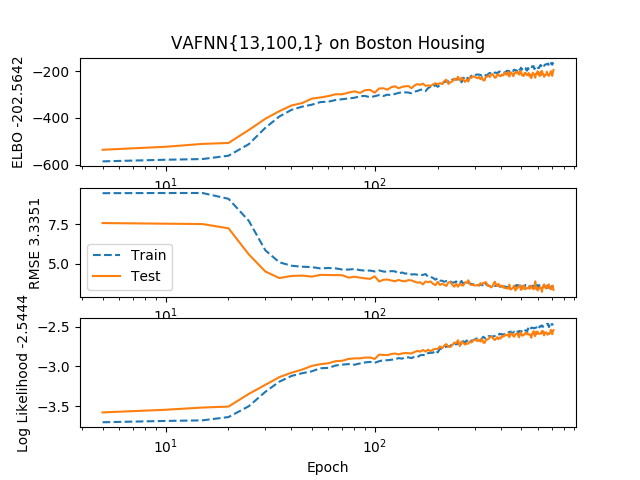 VAFNN{13,100,1} on Boston Housing
ELBO -202.5642
−200
−400
−600
10¹
10²
RMSE 3.3351
7.5
5.0
Train
Test
10¹
10²
Log Likelihood -2.5444
−2.5
−3.0
−3.5
10¹
10²
Epoch